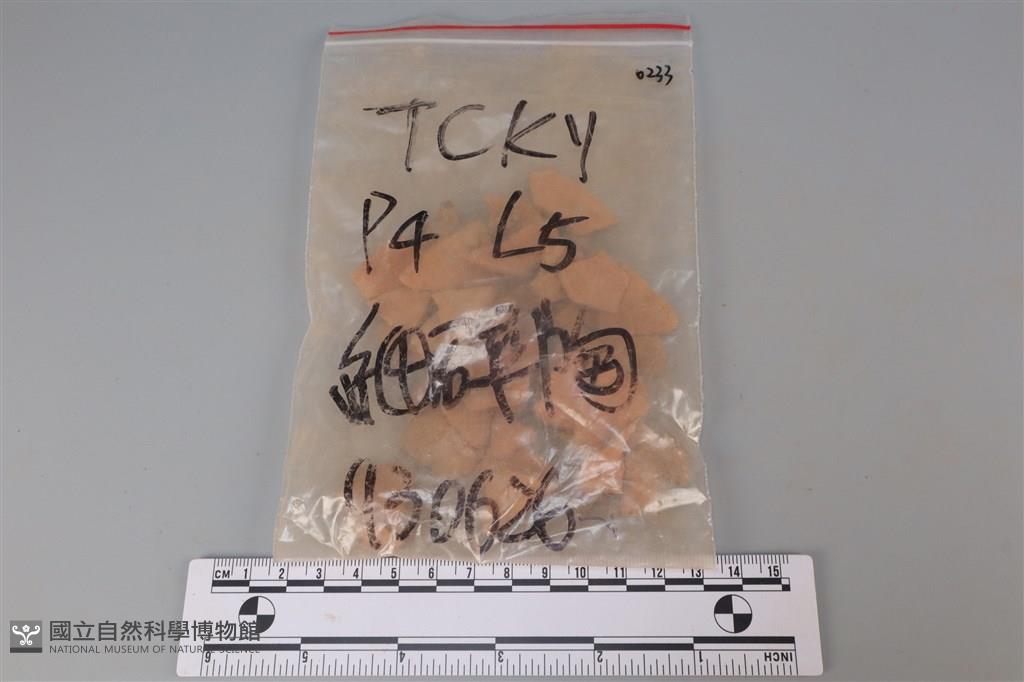 0233
TCKY
P4 L5
細碎陶
930626
CM 1 2 3 4 5 6 7 8 9 10 11 12 13 14 15
國立自然科學博物館
NATIONAL MUSEUM OF NATURAL SCIENCE
6 5 4 3 2 1 INCH